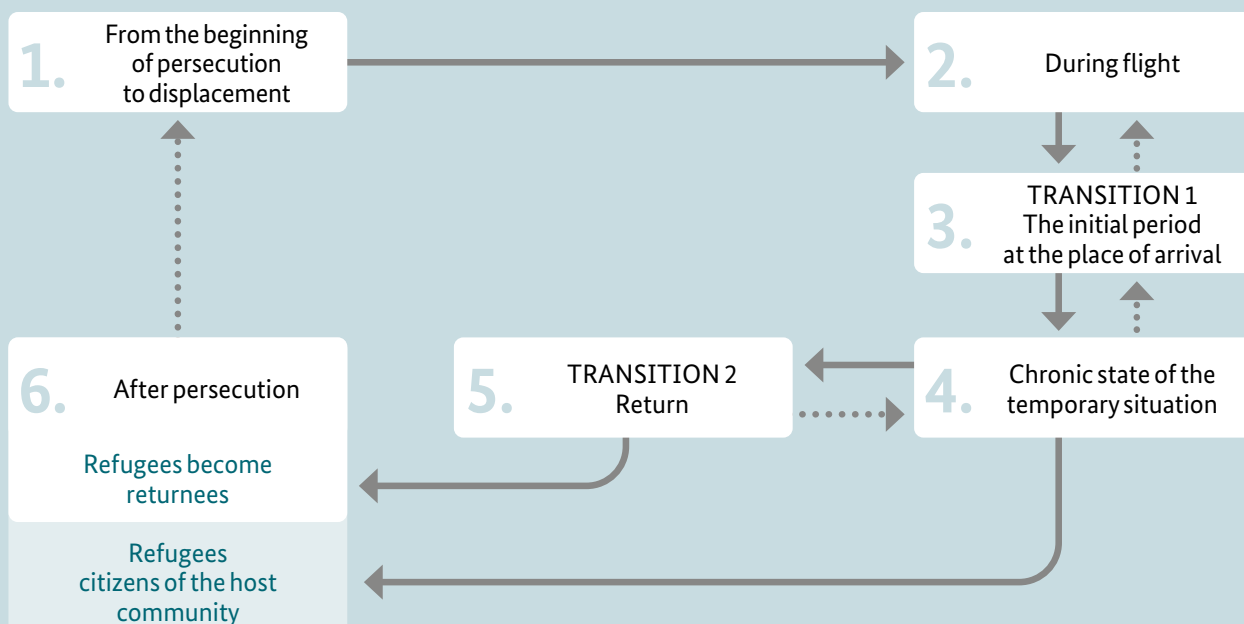 1.
From the beginning
of persecution
to displacement
2.
During flight
3.
TRANSITION 1
The initial period
at the place of arrival
4.
Chronic state of the
temporary situation
5.
TRANSITION 2
Return
6.
After persecution
Refugees become
returnees
Refugees
citizens of the host
community